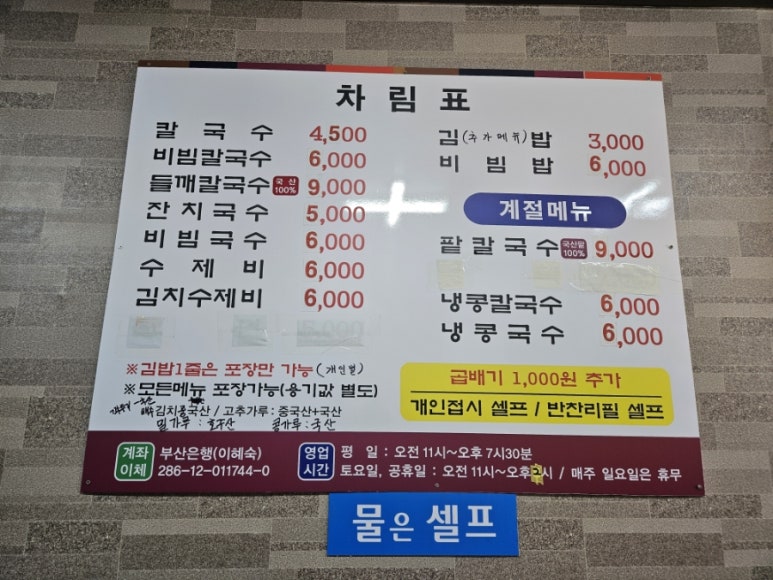 차림표
칼국수 4,500
비빔칼국수 6,000
들깨칼국수 국산 100% 9,000
잔치국수 5,000
비빔국수 6,000
수제비 6,000
김치수제비 6,000
김(추가메뉴)밥 3,000
비빔밥 6,000
계절메뉴
팥칼국수 국산팥 100% 9,000
냉콩칼국수 6,000
냉콩국수 6,000
※김밥1줄은 포장만 가능(개인별)
※모든메뉴 포장가능(용기값 별도)
김치 국산 / 고추가루 : 중국산+국산
밀가루 : 호주산 콩가루 : 국산
곱배기 1,000원 추가
개인접시 셀프 / 반찬리필 셀프
계좌이체 부산은행(이혜숙)
286-12-011744-0
영업시간 평 일 : 오전 11시~오후 7시30분
토요일, 공휴일 : 오전 11시~오후 시 / 매주 일요일은 휴무
물은 셀프